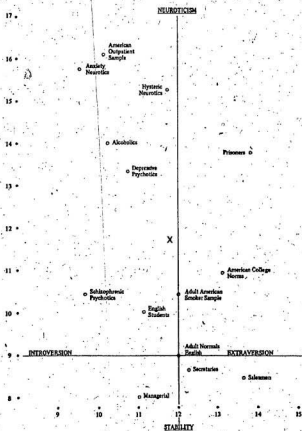 NEUROTICISM
17
American
Outpatient
Sample
16
Anxiety
Neurotics
Hysteric
Neurotics
15
14
Alcoholics
Prisoners
Depressive
Psychotics
13
12
X
11
American College
Norms
Schizophrenic
Psychotics
Adult American
Smoker Sample
English
Students
10
Adult Normals
English
INTROVERSION
EXTRAVERSION
9
Secretaries
Salesmen
Managerial
8
9 10 11 12 13 14 15
STABILITY